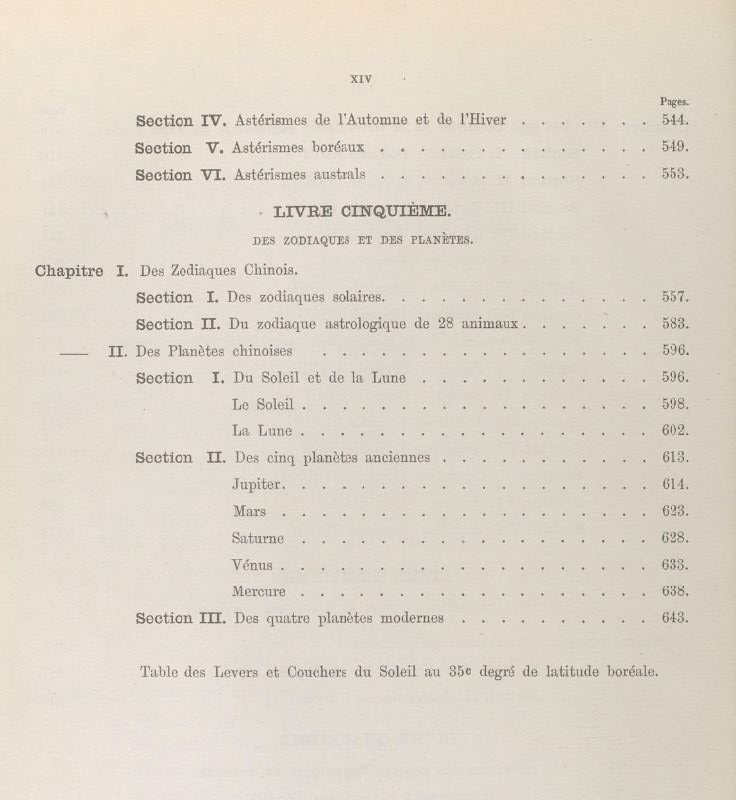 XIV
Pages.
Section IV. Astérismes de l'Automne et de l'Hiver . . . . . . . 544.
Section V. Astérismes boréaux . . . . . . . . . . . . . 549.
Section VI. Astérismes australs . . . . . . . . . . . . . 553.
LIVRE CINQUIÈME.
DES ZODIAQUES ET DES PLANÈTES.
Chapitre I. Des Zodiaques Chinois.
Section I. Des zodiaques solaires. . . . . . . . . . . . . . 557.
Section II. Du zodiaque astrologique de 28 animaux . . . . . . . 583.
— II. Des Planètes chinoises . . . . . . . . . . . . . . . . 596.
Section I. Du Soleil et de la Lune . . . . . . . . . . . 596.
Le Soleil . . . . . . . . . . . . . . . . . 598.
La Lune . . . . . . . . . . . . . . . . . 602.
Section II. Des cinq planètes anciennes . . . . . . . . . . 613.
Jupiter. . . . . . . . . . . . . . . . . . 614.
Mars . . . . . . . . . . . . . . . . . . 623.
Saturne . . . . . . . . . . . . . . . . . 628.
Vénus . . . . . . . . . . . . . . . . . . 633.
Mercure . . . . . . . . . . . . . . . . . 638.
Section III. Des quatre planètes modernes . . . . . . . . . 643.
Table des Levers et Couchers du Soleil au 35e degré de latitude boréale.